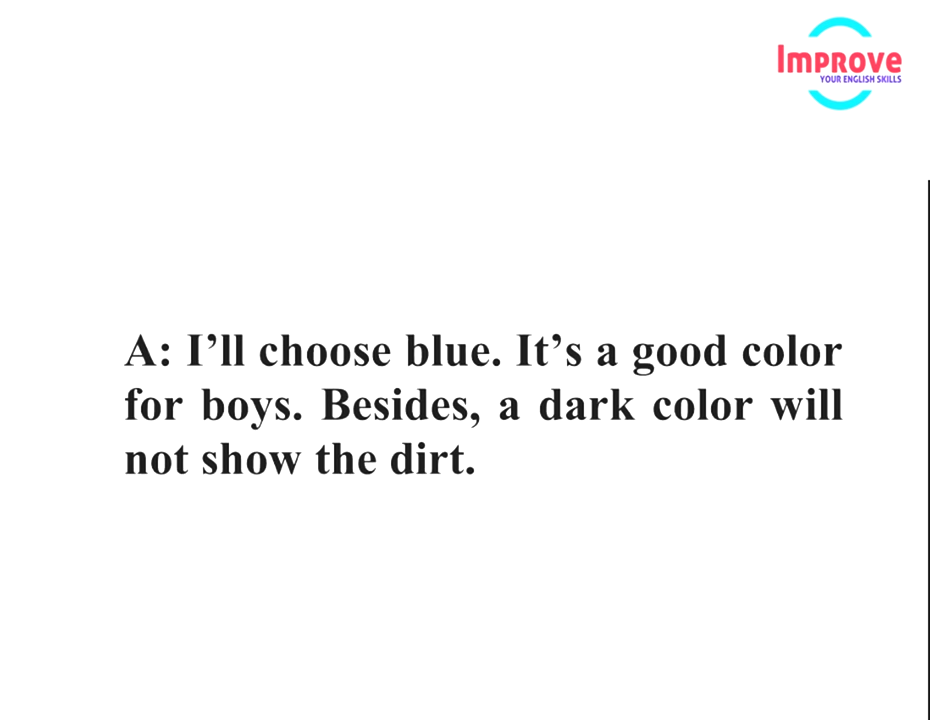 Improve
YOUR ENGLISH SKILLS
A: I’ll choose blue. It’s a good color
for boys. Besides, a dark color will
not show the dirt.